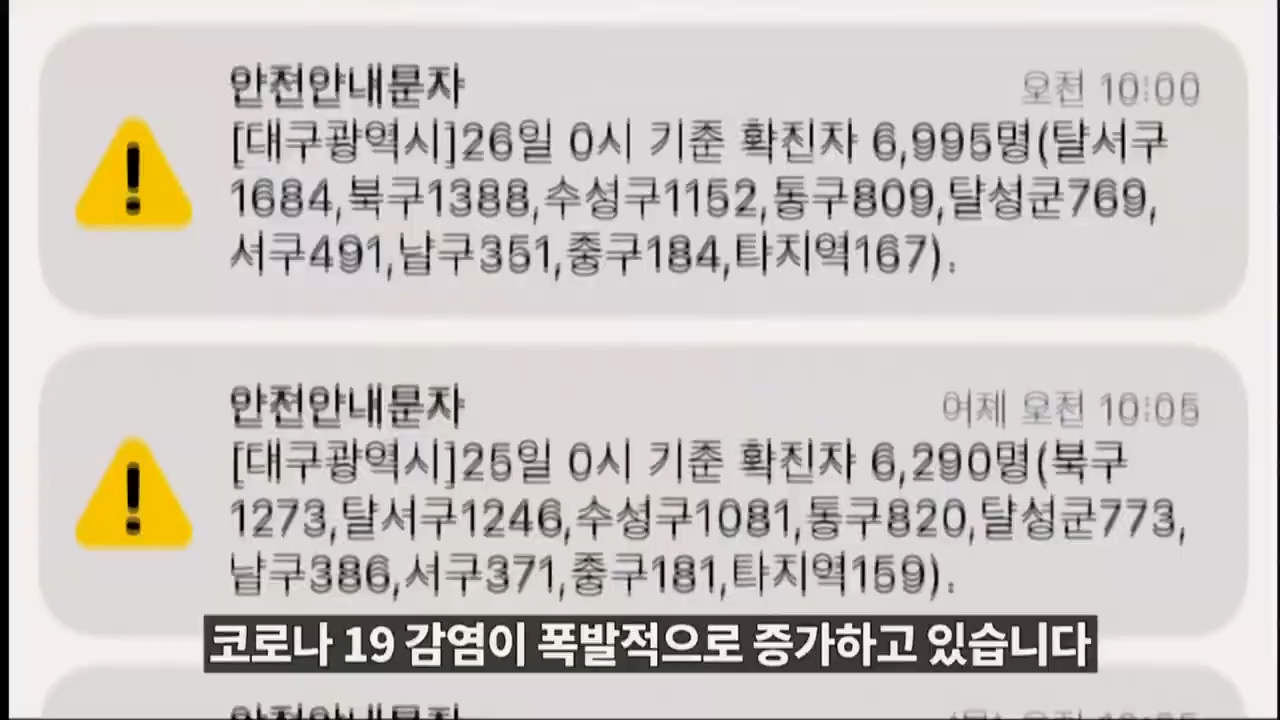 안전안내문자
오전 10:00
[대구광역시]26일 0시 기준 확진자 6,995명(달서구
1684,북구1388,수성구1152,동구809,달성군769,
서구491,남구351,중구184,타지역167).
안전안내문자
어제 오전 10:05
[대구광역시]25일 0시 기준 확진자 6,290명(북구
1273,달서구1246,수성구1081,동구820,달성군773,
남구386,서구371,중구181,타지역159).
코로나 19 감염이 폭발적으로 증가하고 있습니다
안전안내문자